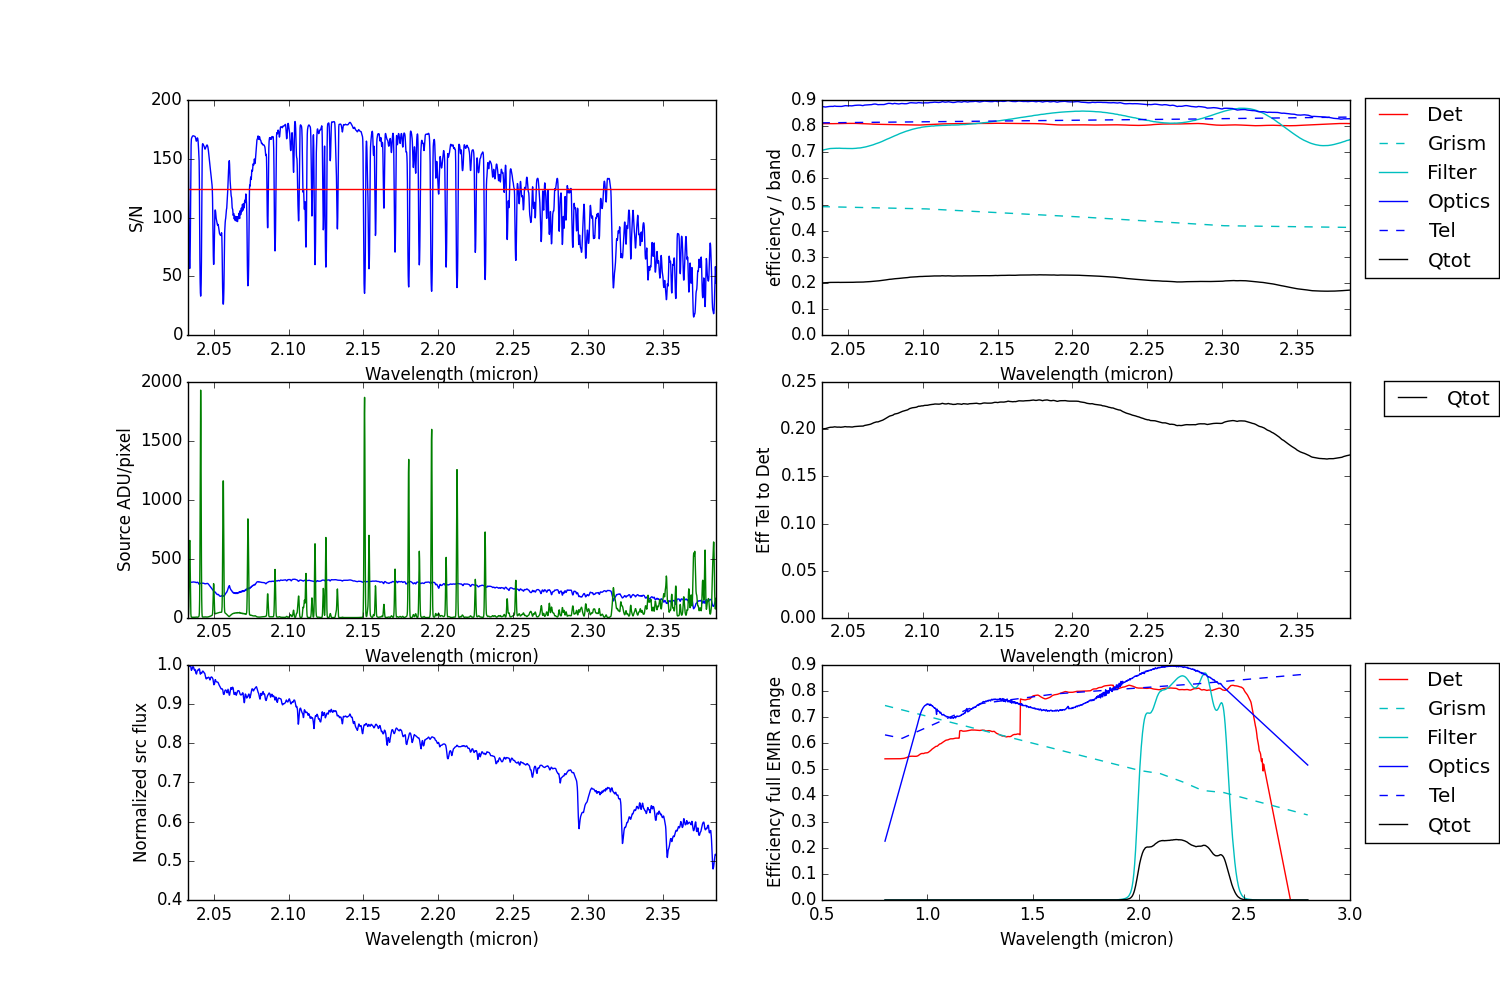 200
150
100
50
0
S/N
2.05 2.10 2.15 2.20 2.25 2.30 2.35
Wavelength (micron)
0.9
0.8
0.7
0.6
0.5
0.4
0.3
0.2
0.1
0.0
efficiency / band
2.05 2.10 2.15 2.20 2.25 2.30 2.35
Wavelength (micron)
Det
Grism
Filter
Optics
Tel
Qtot
2000
1500
1000
500
0
Source ADU/pixel
2.05 2.10 2.15 2.20 2.25 2.30 2.35
Wavelength (micron)
0.25
0.20
0.15
0.10
0.05
0.00
Eff Tel to Det
2.05 2.10 2.15 2.20 2.25 2.30 2.35
Wavelength (micron)
Qtot
1.0
0.9
0.8
0.7
0.6
0.5
0.4
Normalized src flux
2.05 2.10 2.15 2.20 2.25 2.30 2.35
Wavelength (micron)
0.9
0.8
0.7
0.6
0.5
0.4
0.3
0.2
0.1
0.0
Efficiency full EMIR range
0.5 1.0 1.5 2.0 2.5 3.0
Wavelength (micron)
Det
Grism
Filter
Optics
Tel
Qtot